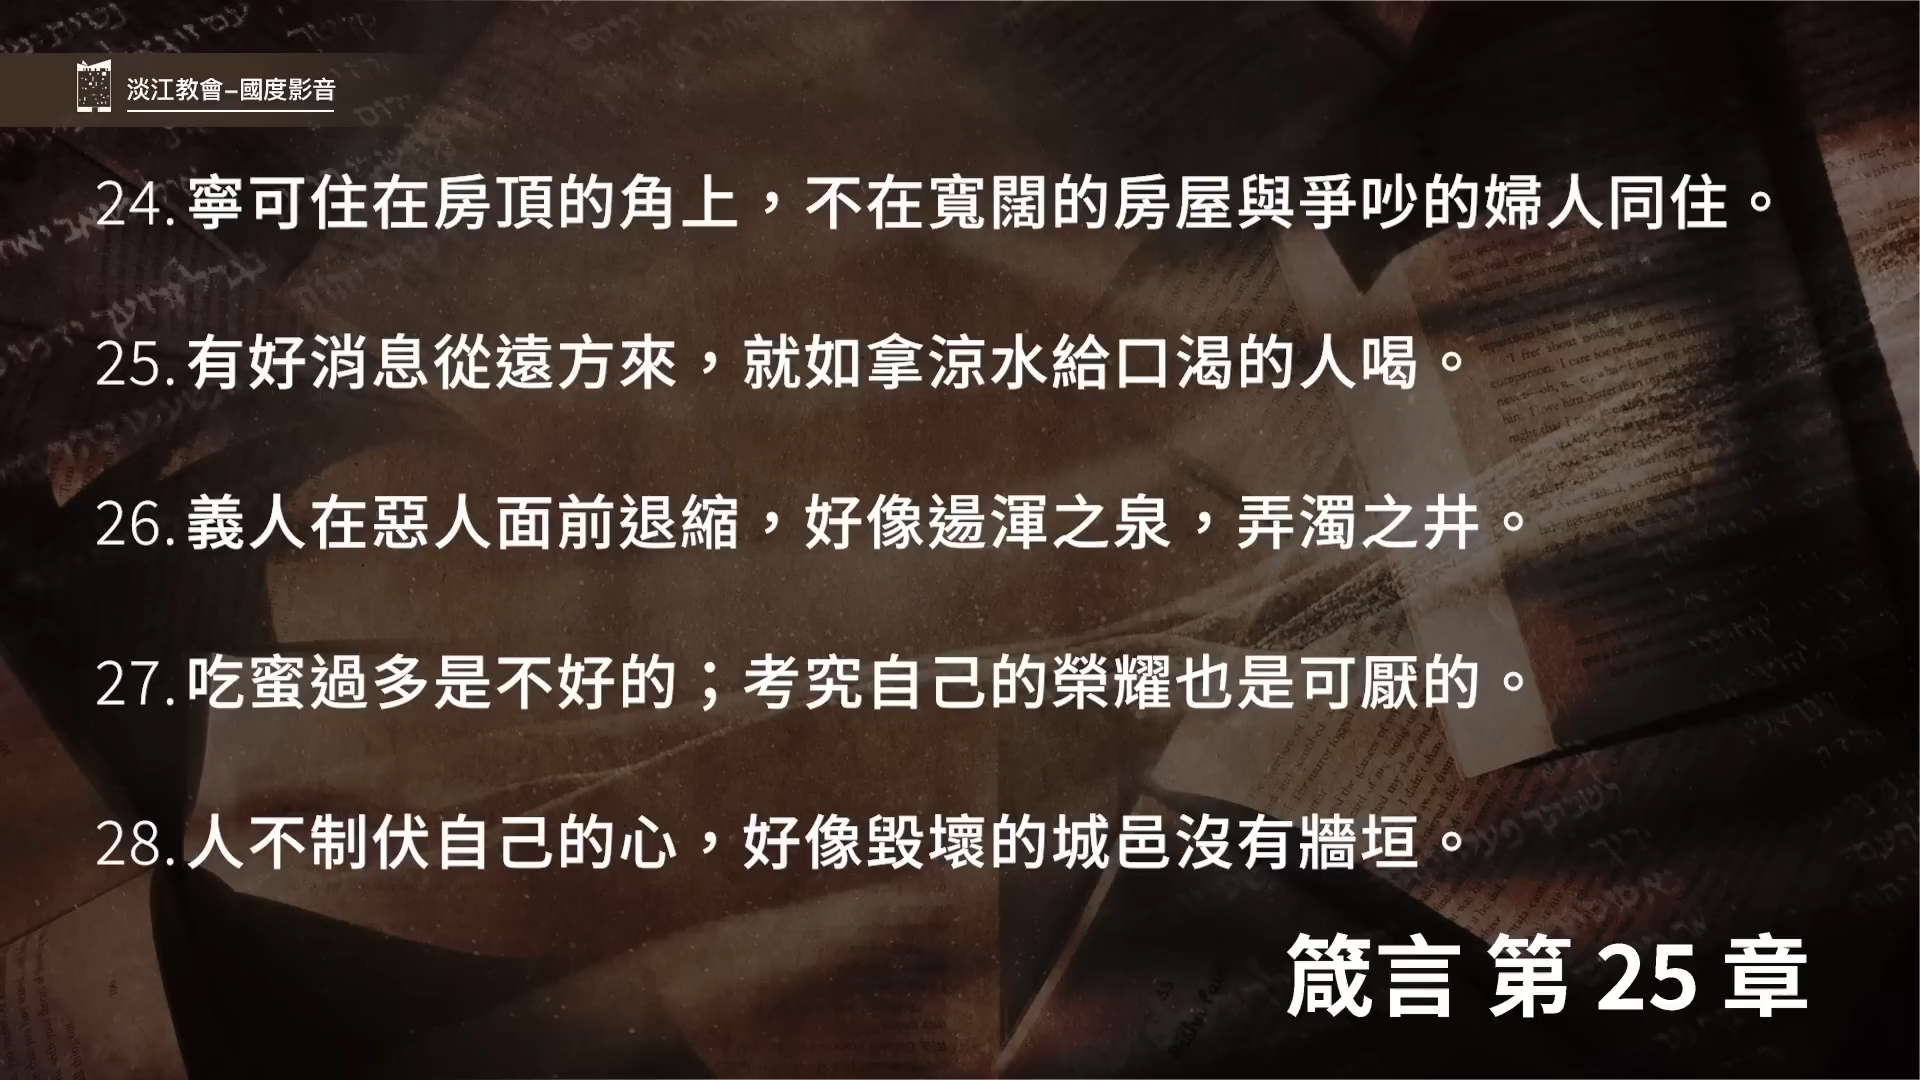 淡江教會–國度影音
24. 寧可住在房頂的角上，不在寬闊的房屋與爭吵的婦人同住。
25. 有好消息從遠方來，就如拿涼水給口渴的人喝。
26. 義人在惡人面前退縮，好像逿渾之泉，弄濁之井。
27. 吃蜜過多是不好的；考究自己的榮耀也是可厭的。
28. 人不制伏自己的心，好像毀壞的城邑沒有牆垣。
箴言 第 25 章